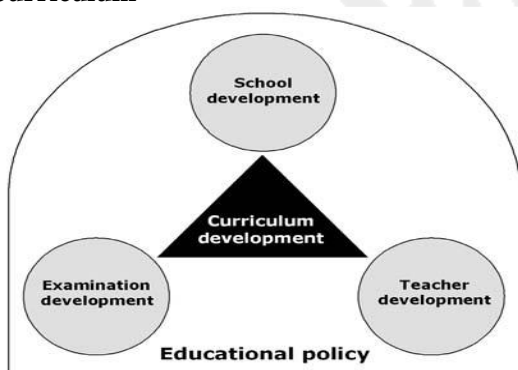 School
development
Curriculum
development
Examination
development
Teacher
development
Educational policy